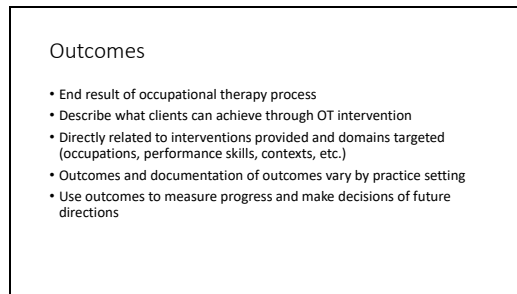 Outcomes
• End result of occupational therapy process
• Describe what clients can achieve through OT intervention
• Directly related to interventions provided and domains targeted
(occupations, performance skills, contexts, etc.)
• Outcomes and documentation of outcomes vary by practice setting
• Use outcomes to measure progress and make decisions of future
directions